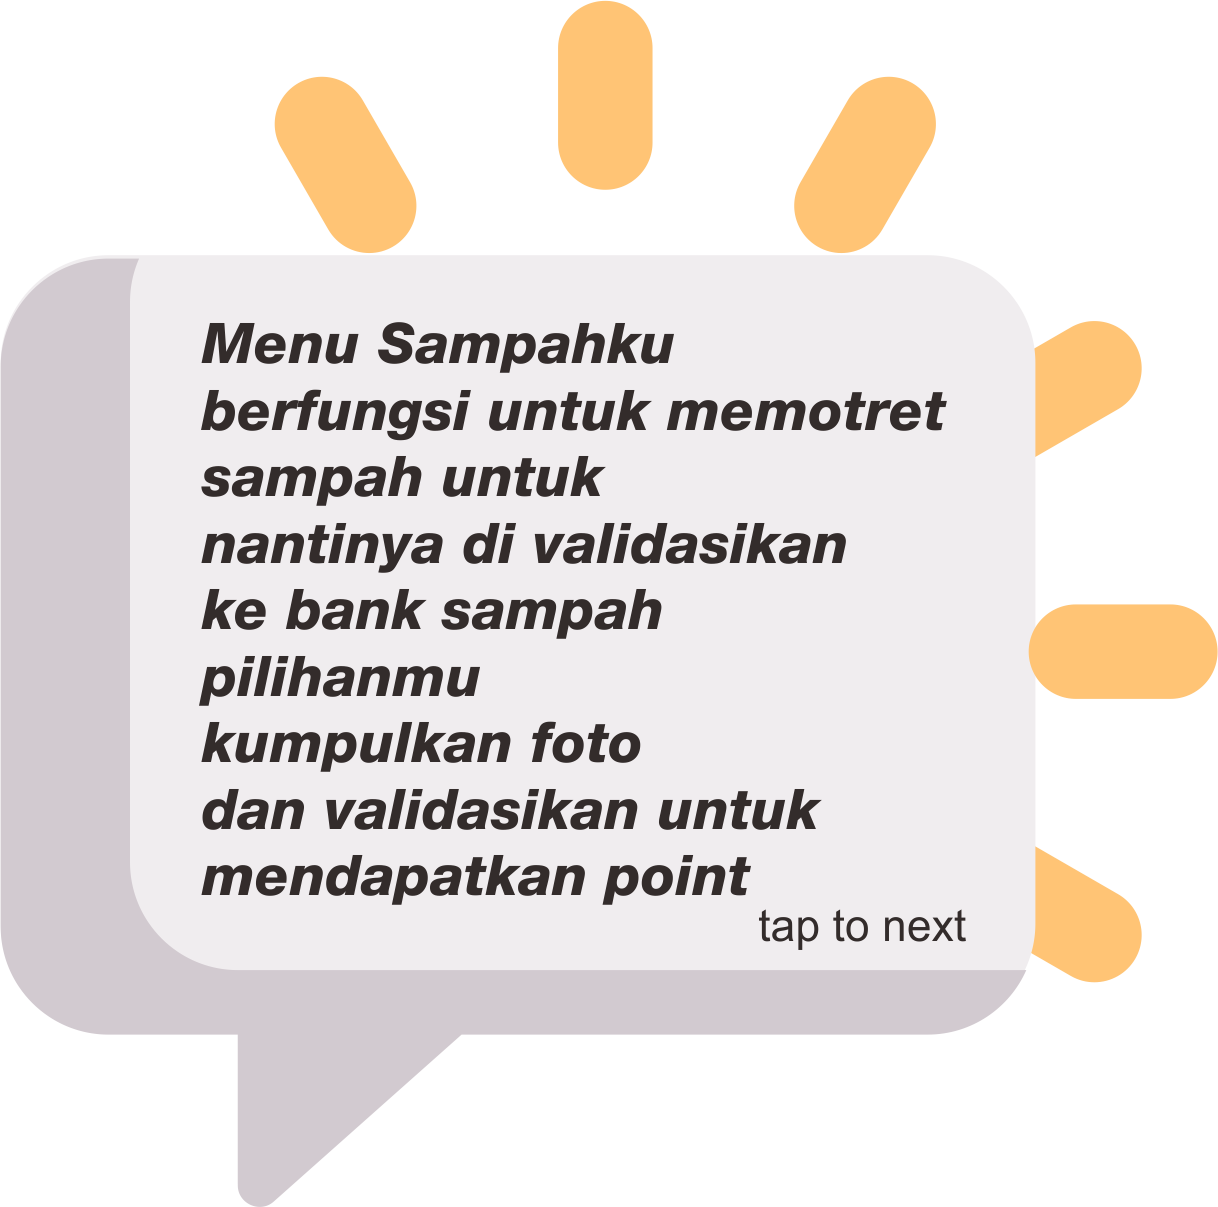 Menu Sampahku
berfungsi untuk memotret
sampah untuk
nantinya di validasikan
ke bank sampah
pilihanmu
kumpulkan foto
dan validasikan untuk
mendapatkan point
tap to next